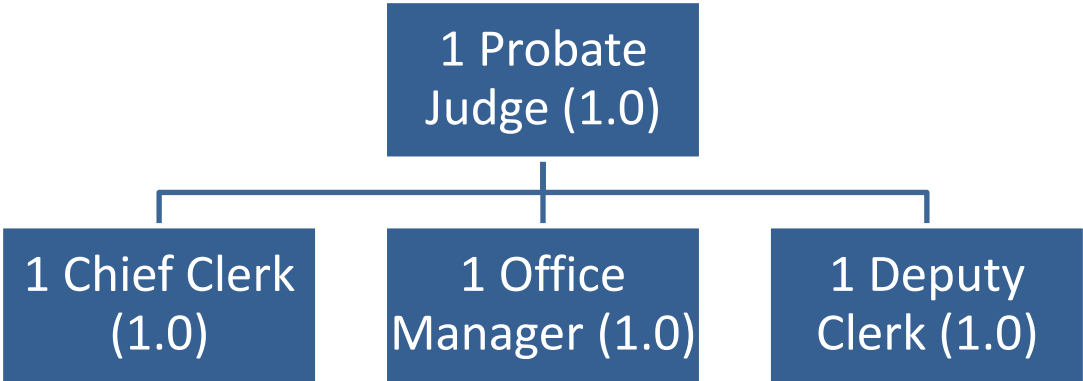 1 Probate
Judge (1.0)
1 Chief Clerk
(1.0)
1 Office
Manager (1.0)
1 Deputy
Clerk (1.0)